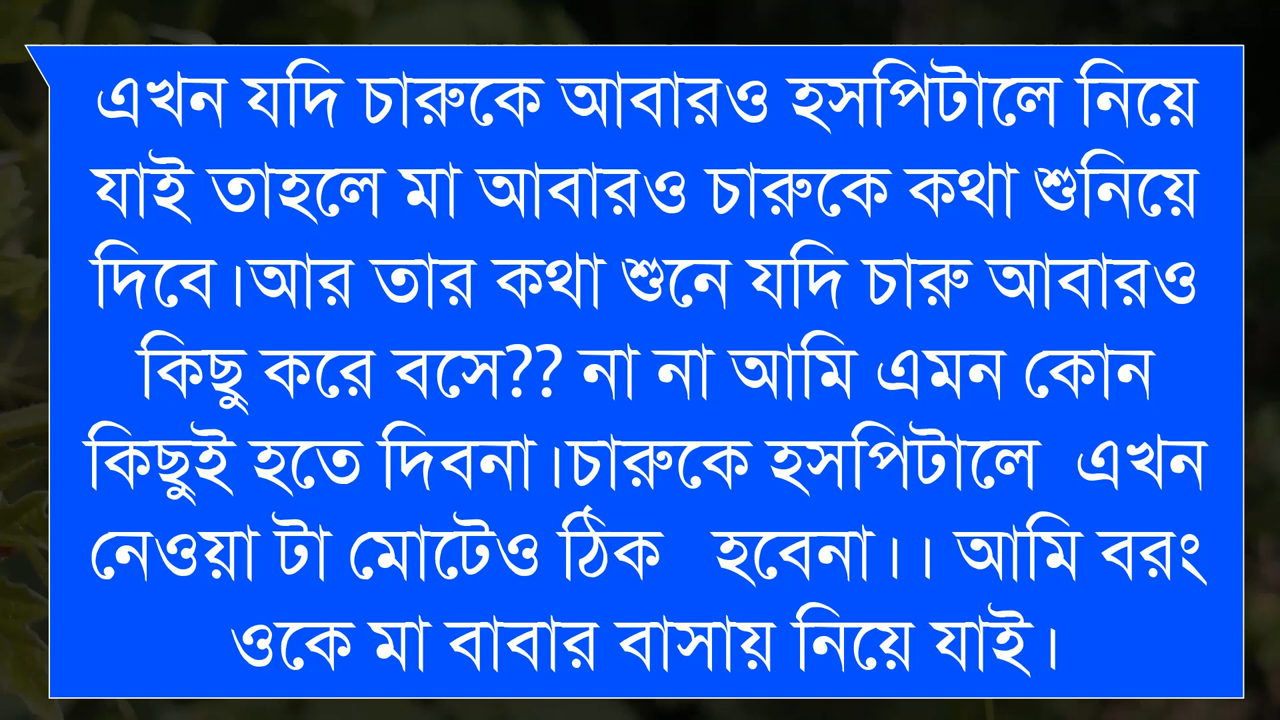 এখন যদি চারুকে আবারও হসপিটালে নিয়ে
যাই তাহলে মা আবারও চারুকে কথা শুনিয়ে
দিবে।আর তার কথা শুনে যদি চারু আবারও
কিছু করে বসে?? না না আমি এমন কোন
কিছুই হতে দিবনা।চারুকে হসপিটালে  এখন
নেওয়া টা মোটেও ঠিক   হবেনা।। আমি বরং
ওকে মা বাবার বাসায় নিয়ে যাই।